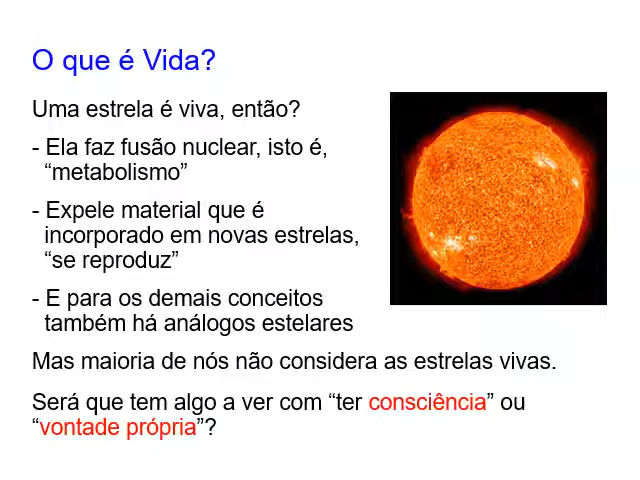 O que é Vida?
Uma estrela é viva, então?
- Ela faz fusão nuclear, isto é,
“metabolismo”
- Expele material que é
incorporado em novas estrelas,
“se reproduz”
- E para os demais conceitos
também há análogos estelares
Mas maioria de nós não considera as estrelas vivas.
Será que tem algo a ver com “ter consciência” ou
“vontade própria”?